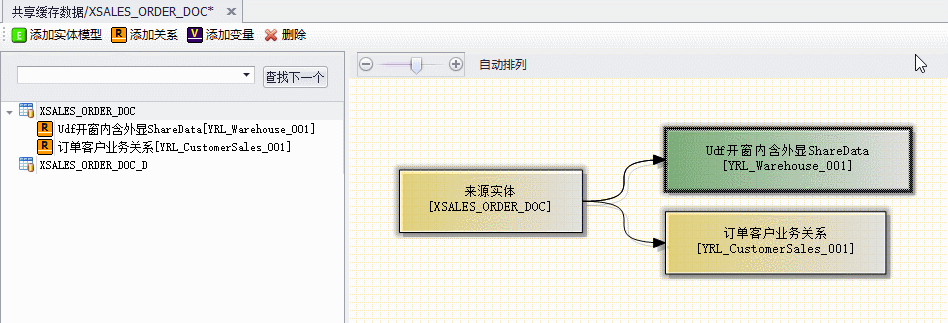 共享缓存数据/XSALES_ORDER_DOC*
E 添加实体模型 R 添加关系 V 添加变量 删除
查找下一个
自动排列
XSALES_ORDER_DOC
R Udf开窗内含外显ShareData[YRL_Warehouse_001]
R 订单客户业务关系[YRL_CustomerSales_001]
XSALES_ORDER_DOC_D
来源实体
[XSALES_ORDER_DOC]
Udf开窗内含外显ShareData
[YRL_Warehouse_001]
订单客户业务关系
[YRL_CustomerSales_001]